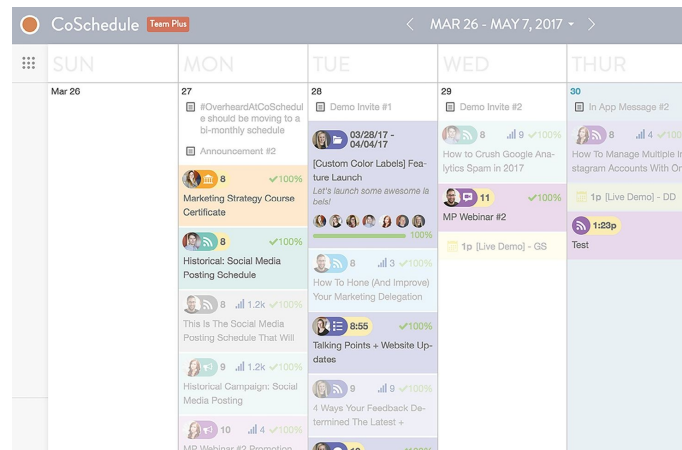 CoSchedule Team Plus
MAR 26 - MAY 7, 2017
SUN
MON
TUE
WED
THUR
Mar 26
27
#OverheardAtCoSchedul
e should be moving to a
bi-monthly schedule
Announcement #2
8 100%
Marketing Strategy Course
Certificate
8 100%
Historical: Social Media
Posting Schedule
8 1.2k 100%
This Is The Social Media
Posting Schedule That Will
9 1.2k 100%
Historical Campaign: Social
Media Posting
10 4 100%
MP Webinar #2 Promotion
28
Demo Invite #1
03/28/17 -
04/04/17
[Custom Color Labels] Fea-
ture Launch
Let's launch some awesome la
bels!
100%
8 3 100%
How To Hone (And Improve)
Your Marketing Delegation
8:55 100%
Talking Points + Website Up-
dates
9 9 100%
4 Ways Your Feedback De-
termined The Latest +
29
Demo Invite #2
8 9 100%
How to Crush Google Ana-
lytics Spam in 2017
11 100%
MP Webinar #2
1p [Live Demo] - GS
30
In App Message #2
8 4 100
How To Manage Multiple In
stagram Accounts With Or
1p [Live Demo] - DD
1:23p
Test